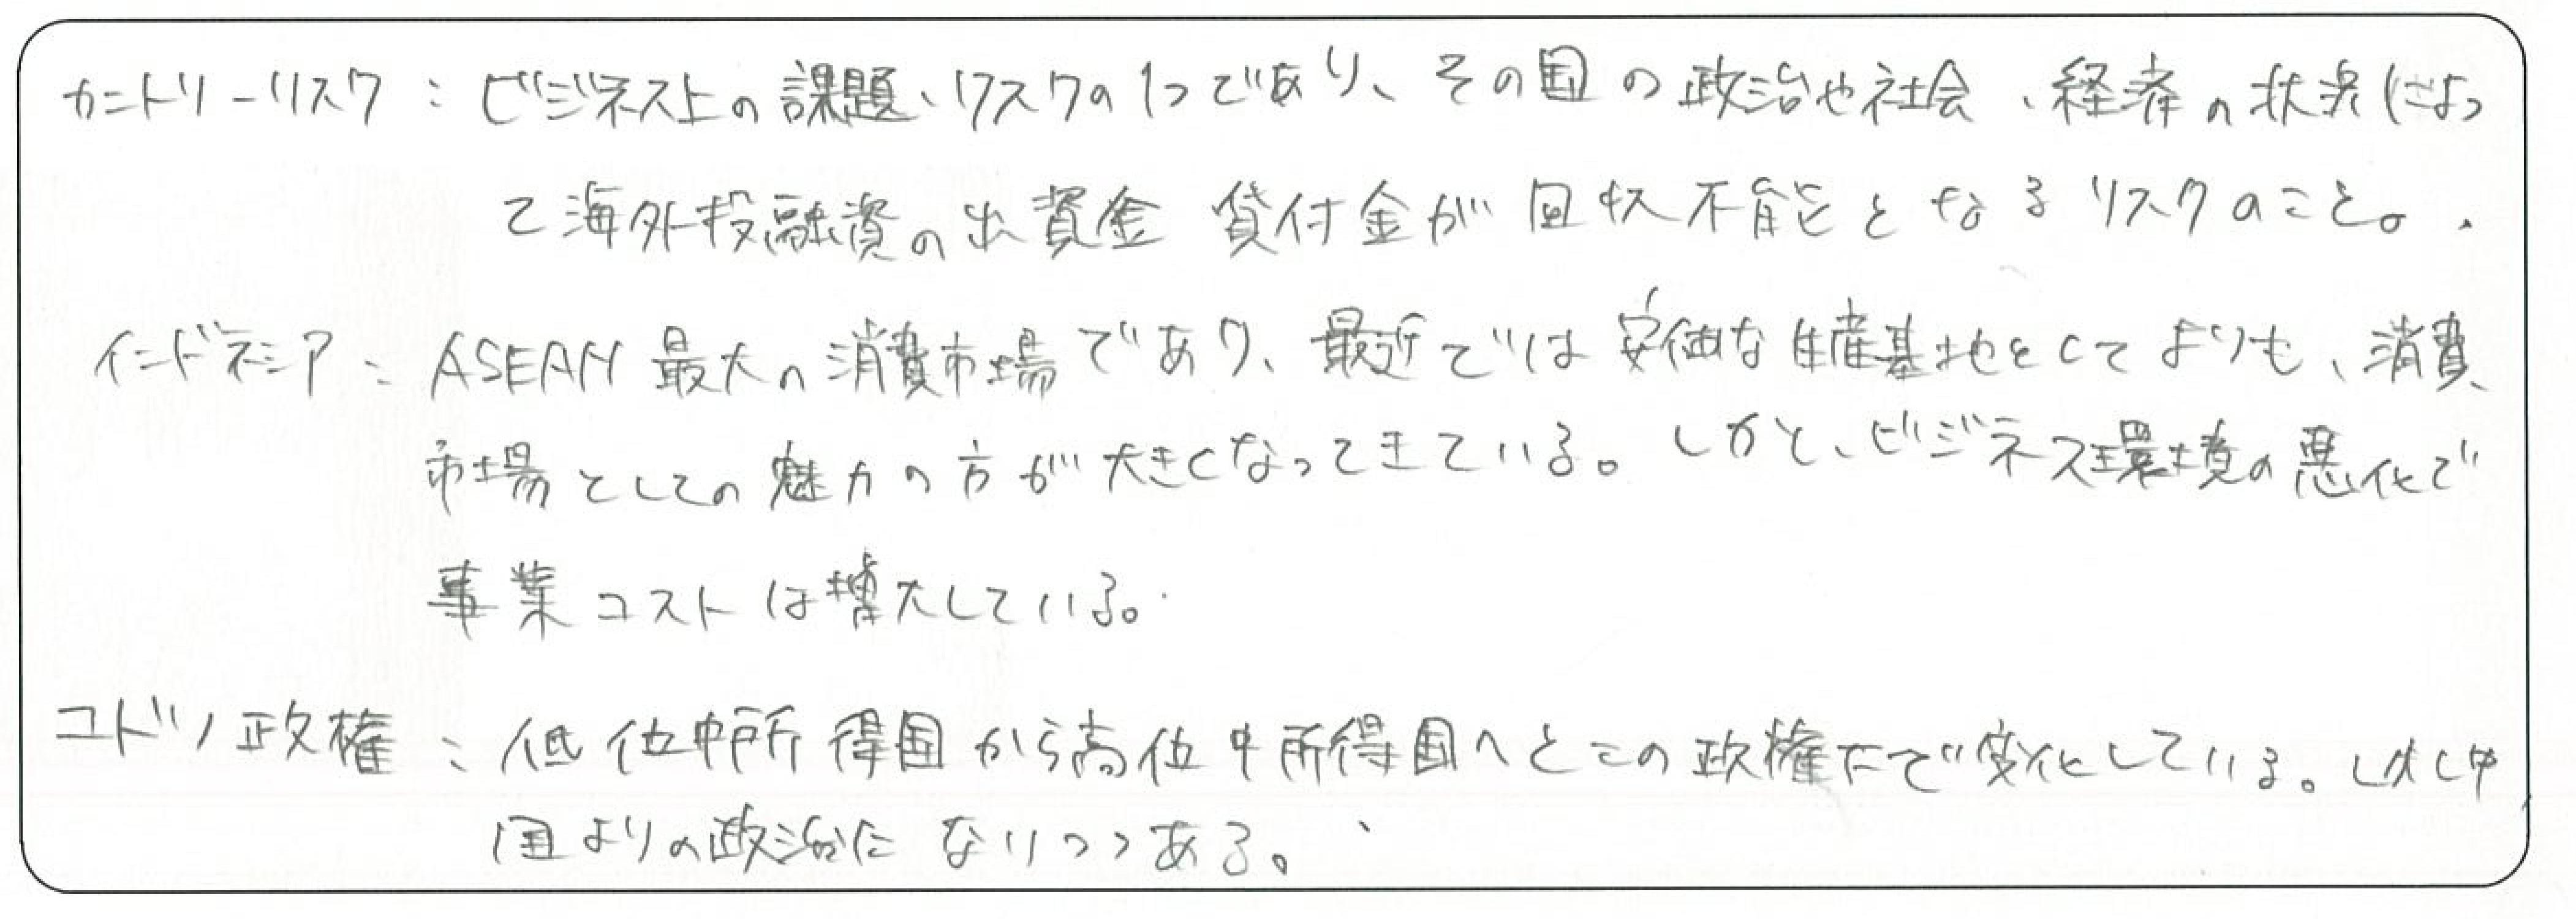 カントリーリスク：ビジネス上の課題、リスクの1つであり、その国の政治や社会、経済の状況によっ
て海外投融資の出資金 貸付金が回収不能となるリスクのこと。
インドネシア：ASEAN最大の消費市場であり、最近では安価な生産基地をしてよりも、消費
市場としての魅力の方が大きくなってきている。しかし、ビジネス環境の悪化で
事業コストは増大している。
コドソ政権：低位中所得国から高位中所得国へとこの政権下で変化している。しかし中
国よりの政治になりつつある。